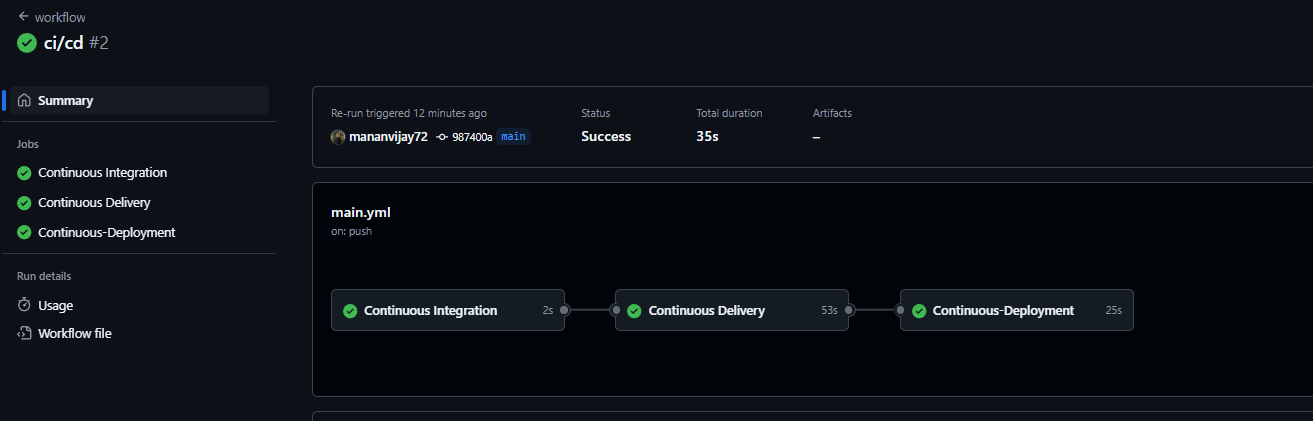 workflow
ci/cd #2
Summary
Jobs
Continuous Integration
Continuous Delivery
Continuous-Deployment
Run details
Usage
Workflow file
Re-run triggered 12 minutes ago
mananvijay72 987400a main
Status
Success
Total duration
35s
Artifacts
–
main.yml
on: push
Continuous Integration 2s
Continuous Delivery 53s
Continuous-Deployment 25s